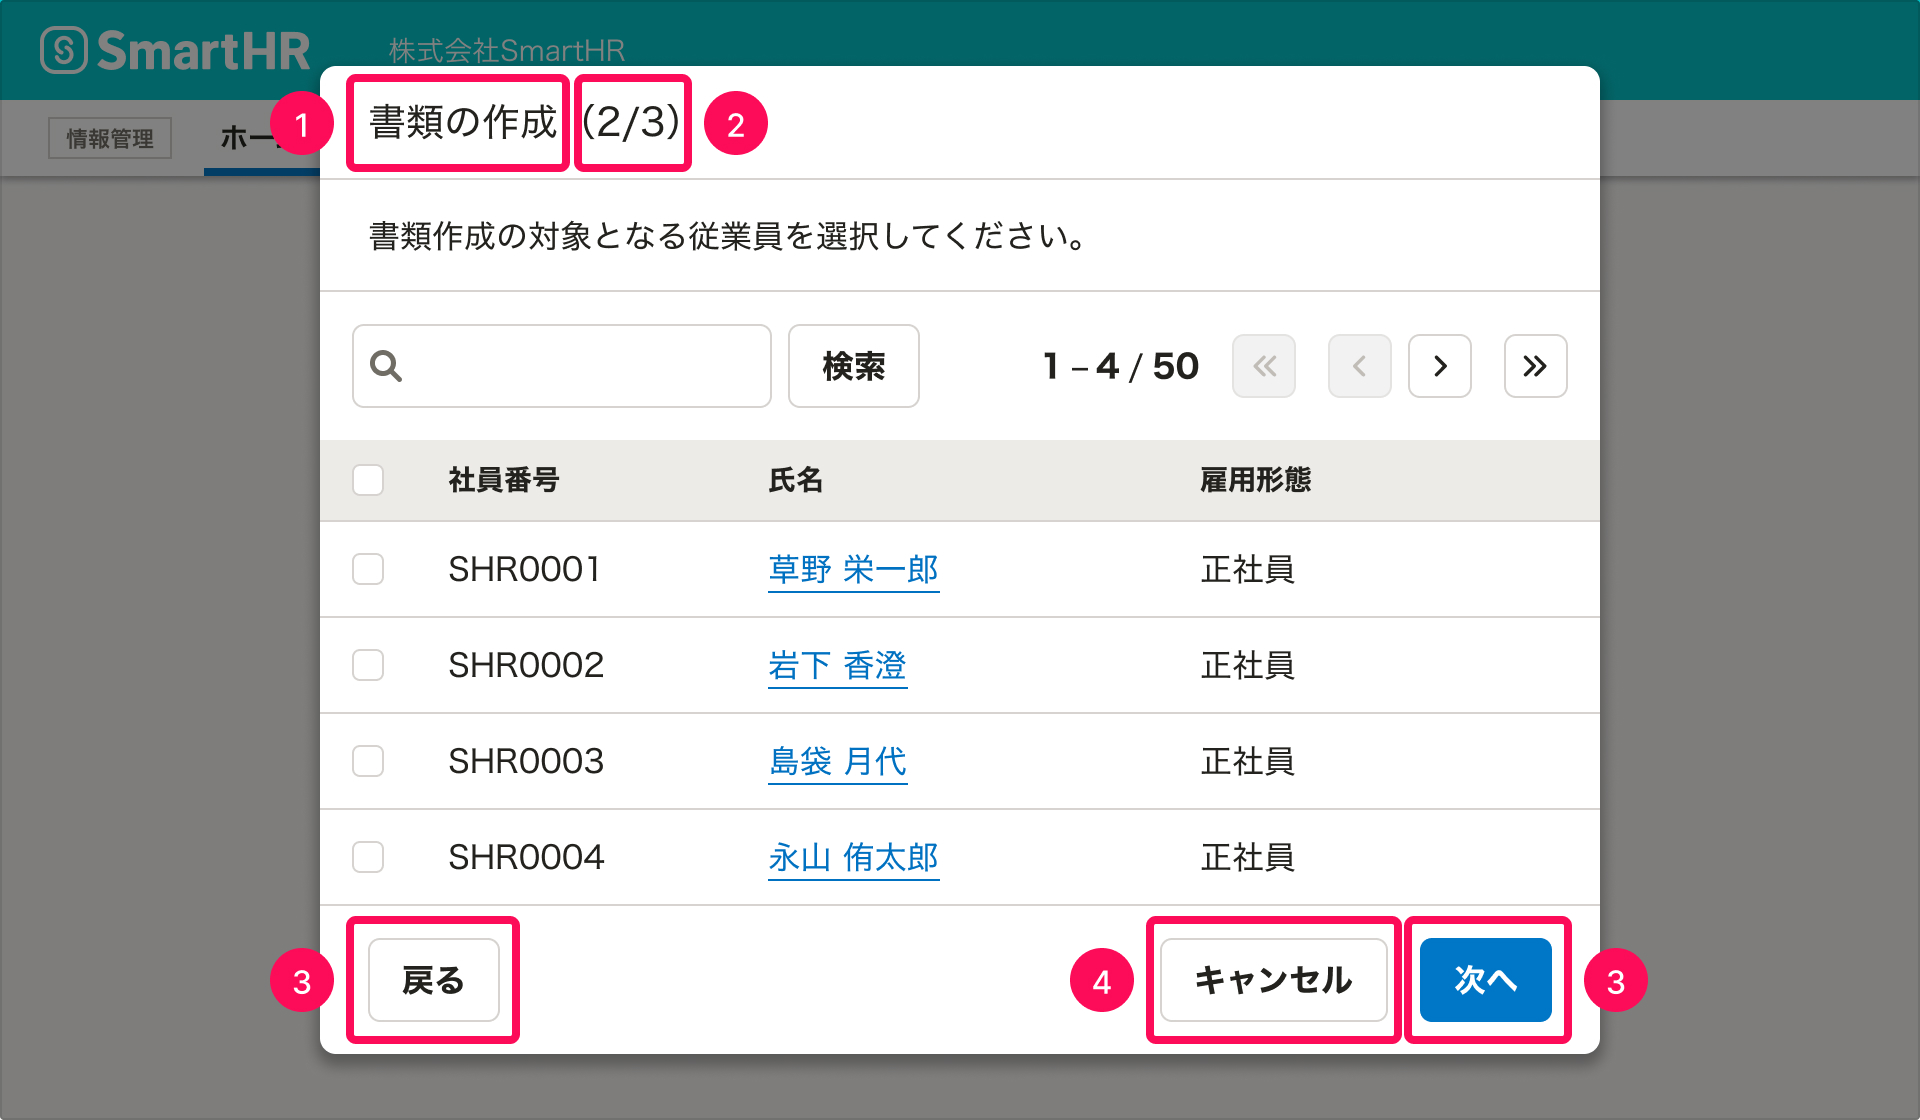 SmartHR 株式会社SmartHR
情報管理 ホー
1 書類の作成 (2/3) 2
書類作成の対象となる従業員を選択してください。
検索 1 – 4 / 50
社員番号 氏名 雇用形態
SHR0001 草野 栄一郎 正社員
SHR0002 岩下 香澄 正社員
SHR0003 島袋 月代 正社員
SHR0004 永山 侑太郎 正社員
3 戻る 4 キャンセル 次へ 3